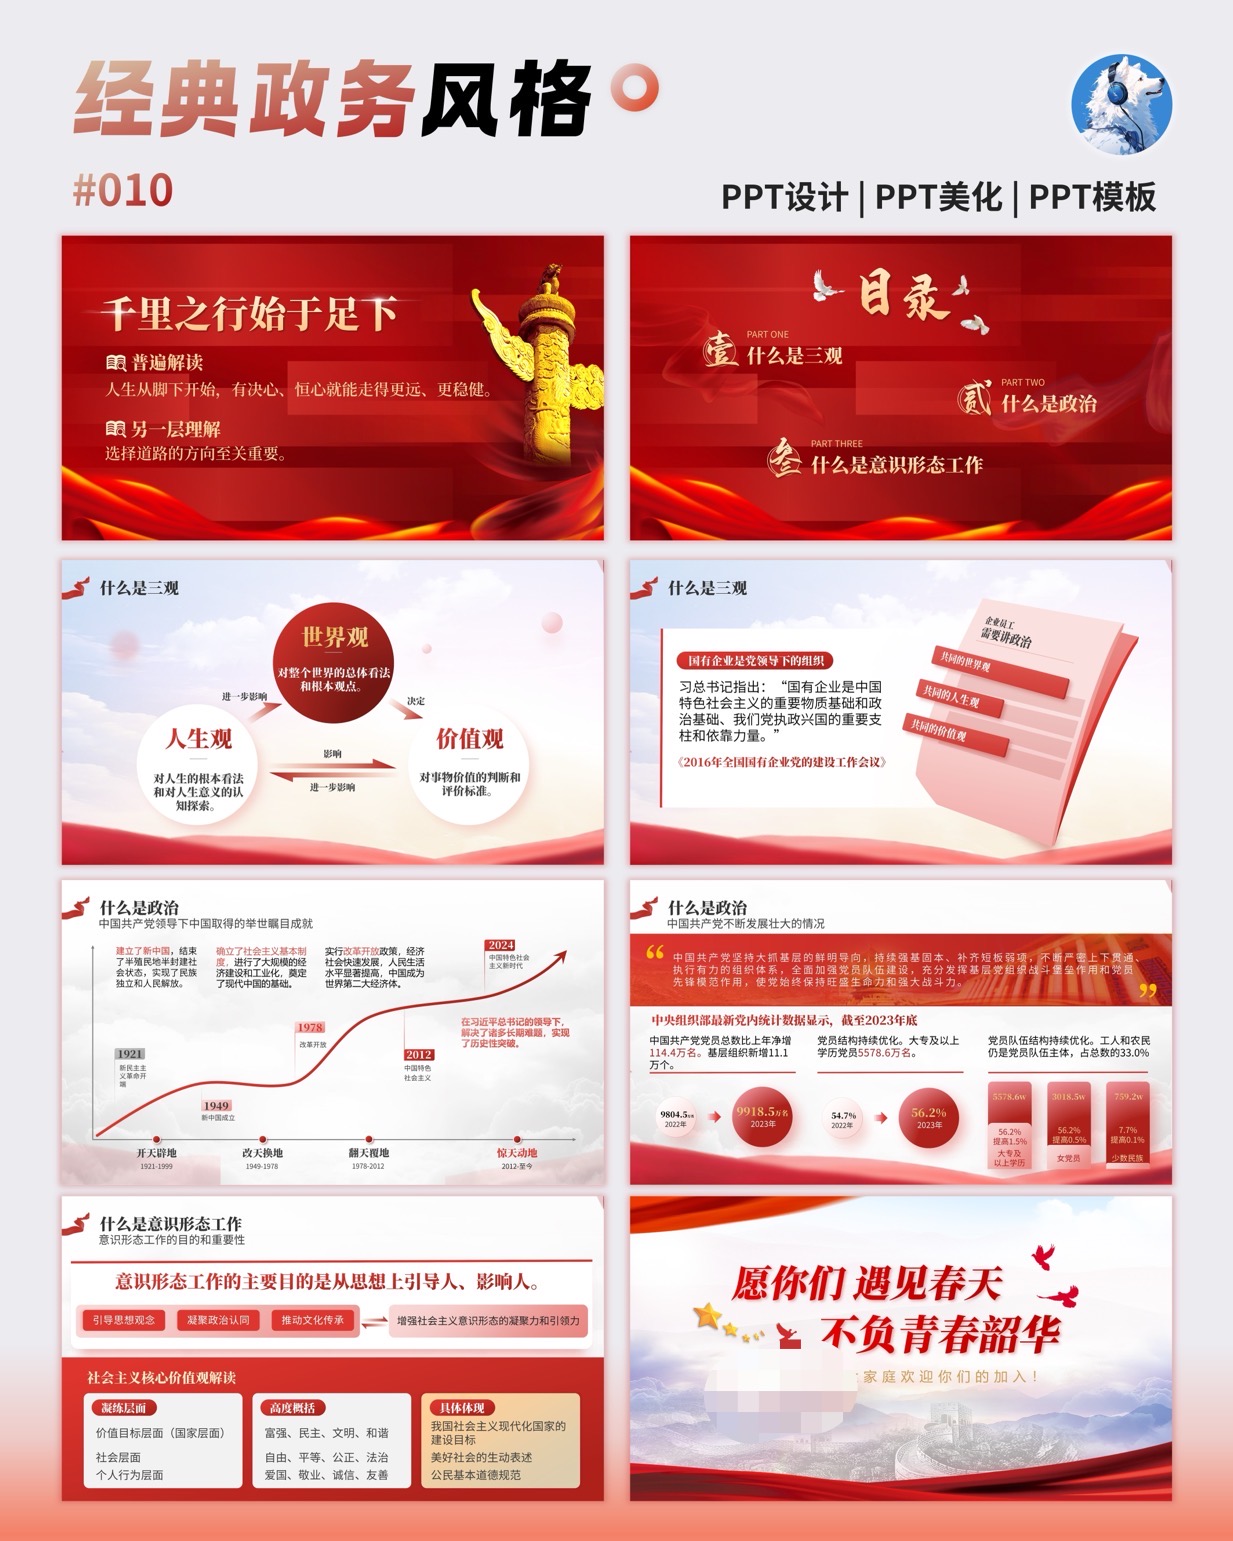 经典政务风格
#010
PPT设计 | PPT美化 | PPT模板
千里之行始于足下
普遍解读
人生从脚下开始，有决心、恒心就能走得更远、更稳健。
另一层理解
选择道路的方向至关重要。
目录
PART ONE
壹 什么是三观
PART TWO
贰 什么是政治
PART THREE
叁 什么是意识形态工作
什么是三观
世界观
对整个世界的总体看法
和根本观点。
进一步影响
决定
人生观
对人生的根本看法
和对人生意义的认
知探索。
影响
进一步影响
价值观
对事物价值的判断和
评价标准。
什么是三观
国有企业是党领导下的组织
习总书记指出：“国有企业是中国
特色社会主义的重要物质基础和政
治基础、我们党执政兴国的重要支
柱和依靠力量。”
《2016年全国国有企业党的建设工作会议》
企业员工
需要讲政治
共同的世界观
共同的人生观
共同的价值观
什么是政治
中国共产党领导下中国取得的举世瞩目成就
建立了新中国，结束
了半殖民地半封建社
会状态，实现了民族
独立和人民解放。
确立了社会主义基本制
度，进行了大规模的经
济建设和工业化，奠定
了现代中国的基础。
实行改革开放政策，经济
社会快速发展，人民生活
水平显著提高，中国成为
世界第二大经济体。
2024
中国特色社会
主义新时代
在习近平总书记的领导下，
解决了诸多长期难题，实现
了历史性突破。
1978
改革开放
2012
中国特色
社会主义
1921
新民主主
义革命开
端
1949
新中国成立
开天辟地
1921-1999
改天换地
1949-1978
翻天覆地
1978-2012
惊天动地
2012-至今
什么是政治
中国共产党不断发展壮大的情况
“
中国共产党坚持大抓基层的鲜明导向，持续强基固本、补齐短板弱项，不断严密上下贯通、
执行有力的组织体系，全面加强党员队伍建设，充分发挥基层党组织战斗堡垒作用和党员
先锋模范作用，使党始终保持旺盛生命力和强大战斗力。
”
中央组织部最新党内统计数据显示，截至2023年底
中国共产党党员总数比上年净增
114.4万名。基层组织新增11.1
万个。
党员结构持续优化。大专及以上
学历党员5578.6万名。
党员队伍结构持续优化。工人和农民
仍是党员队伍主体，占总数的33.0%
9804.5万名
2022年
9918.5万名
2023年
54.7%
2022年
56.2%
2023年
5578.6w
56.2%
提高1.5%
大专及
以上学历
3018.5w
56.2%
提高0.5%
女党员
759.2w
7.7%
提高0.1%
少数民族
什么是意识形态工作
意识形态工作的目的和重要性
意识形态工作的主要目的是从思想上引导人、影响人。
引导思想观念
凝聚政治认同
推动文化传承
增强社会主义意识形态的凝聚力和引领力
社会主义核心价值观解读
凝练层面
价值目标层面（国家层面）
社会层面
个人行为层面
高度概括
富强、民主、文明、和谐
自由、平等、公正、法治
爱国、敬业、诚信、友善
具体体现
我国社会主义现代化国家的
建设目标
美好社会的生动表述
公民基本道德规范
愿你们 遇见春天
不负青春韶华
家庭欢迎你们的加入！